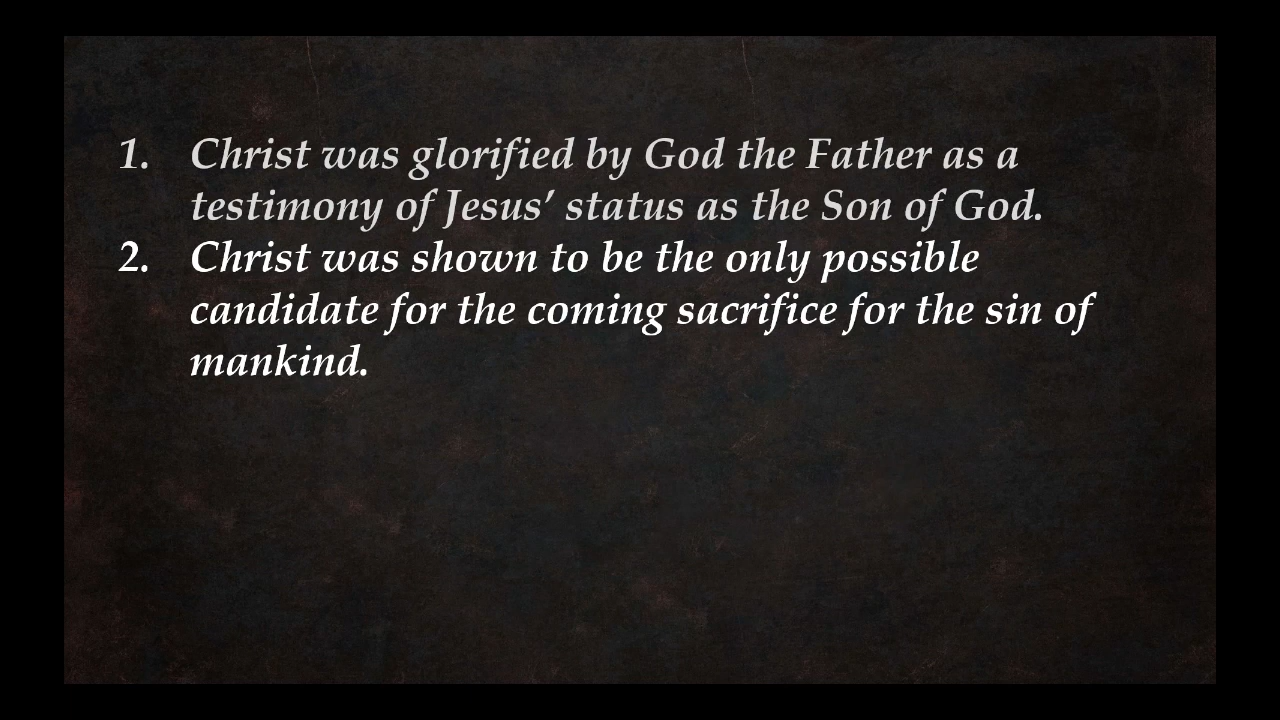 1. Christ was glorified by God the Father as a
testimony of Jesus’ status as the Son of God.
2. Christ was shown to be the only possible
candidate for the coming sacrifice for the sin of
mankind.